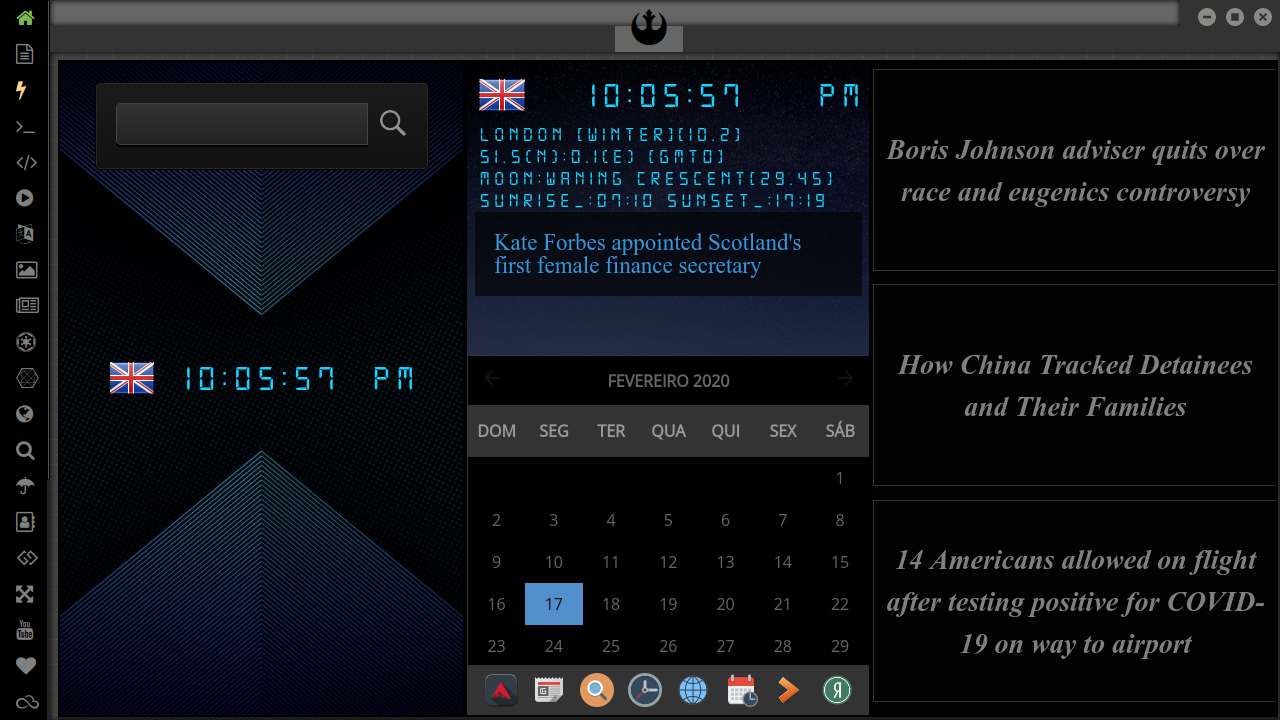 10:05:57 PM
10:05:57 PM
LONDON [WINTER][10.2]
51.5(N):0.1(E) [GMT0]
MOON:WANING CRESCENT[29.45]
SUNRISE_:07:10 SUNSET_:17:19
Kate Forbes appointed Scotland's
first female finance secretary
FEVEREIRO 2020
DOM SEG TER QUA QUI SEX SÁB
1
2 3 4 5 6 7 8
9 10 11 12 13 14 15
16 17 18 19 20 21 22
23 24 25 26 27 28 29
Boris Johnson adviser quits over
race and eugenics controversy
How China Tracked Detainees
and Their Families
14 Americans allowed on flight
after testing positive for COVID-
19 on way to airport
You
Tube
Я